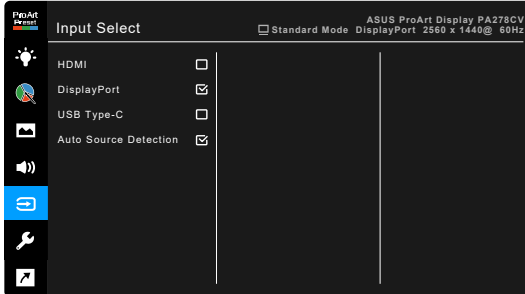 ProArt
Preset
Input Select
ASUS ProArt Display PA278CV
Standard Mode DisplayPort 2560 x 1440@ 60Hz
HDMI
DisplayPort
USB Type-C
Auto Source Detection